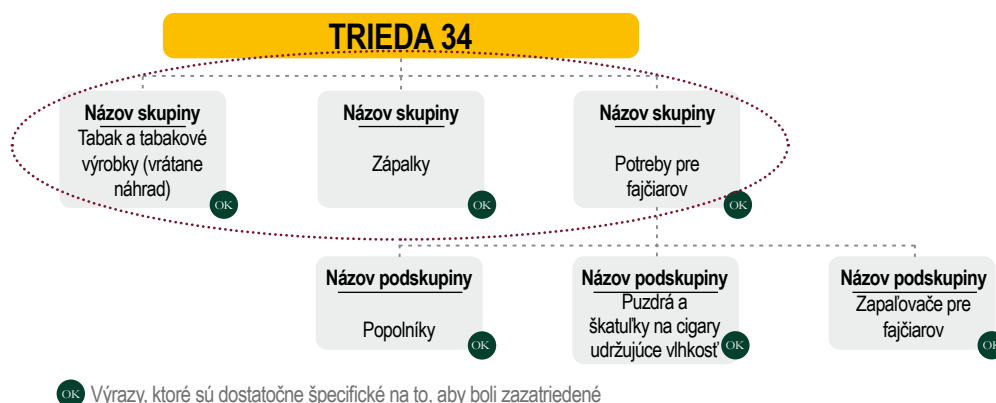 TRIEDA 34
Názov skupiny
Tabak a tabakové
výrobky (vrátane
náhrad)
OK
Názov skupiny
Zápalky
OK
Názov skupiny
Potreby pre
fajčiarov
OK
Názov podskupiny
Popolníky
OK
Názov podskupiny
Puzdrá a
škatuľky na cigary
udržujúce vlhkosť
OK
Názov podskupiny
Zapaľovače pre
fajčiarov
OK
OK Výrazy, ktoré sú dostatočne špecifické na to, aby boli zazatriedené